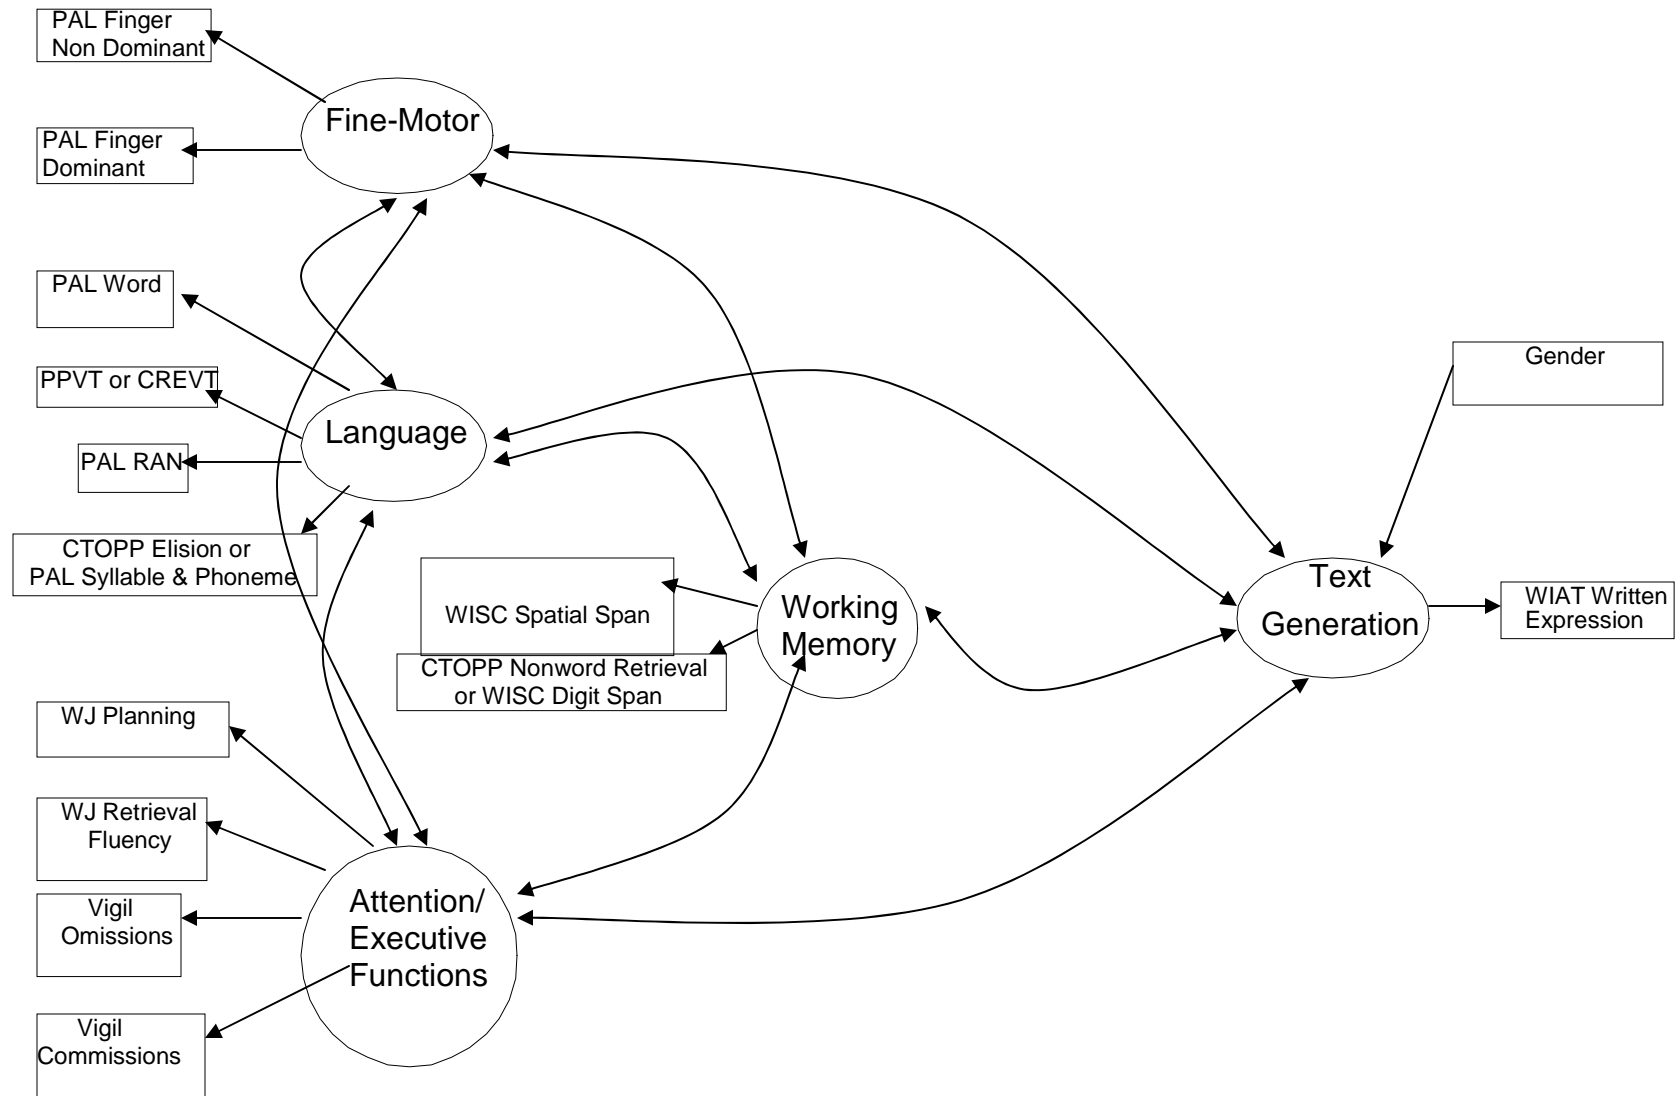 PAL Finger
Non Dominant
Fine-Motor
PAL Finger
Dominant
PAL Word
Gender
PPVT or CREVT
Language
PAL RAN
CTOPP Elision or
PAL Syllable & Phoneme
WISC Spatial Span
Working
Memory
Text
Generation
WIAT Written
Expression
CTOPP Nonword Retrieval
or WISC Digit Span
WJ Planning
WJ Retrieval
Fluency
Attention/
Executive
Functions
Vigil
Omissions
Vigil
Commissions